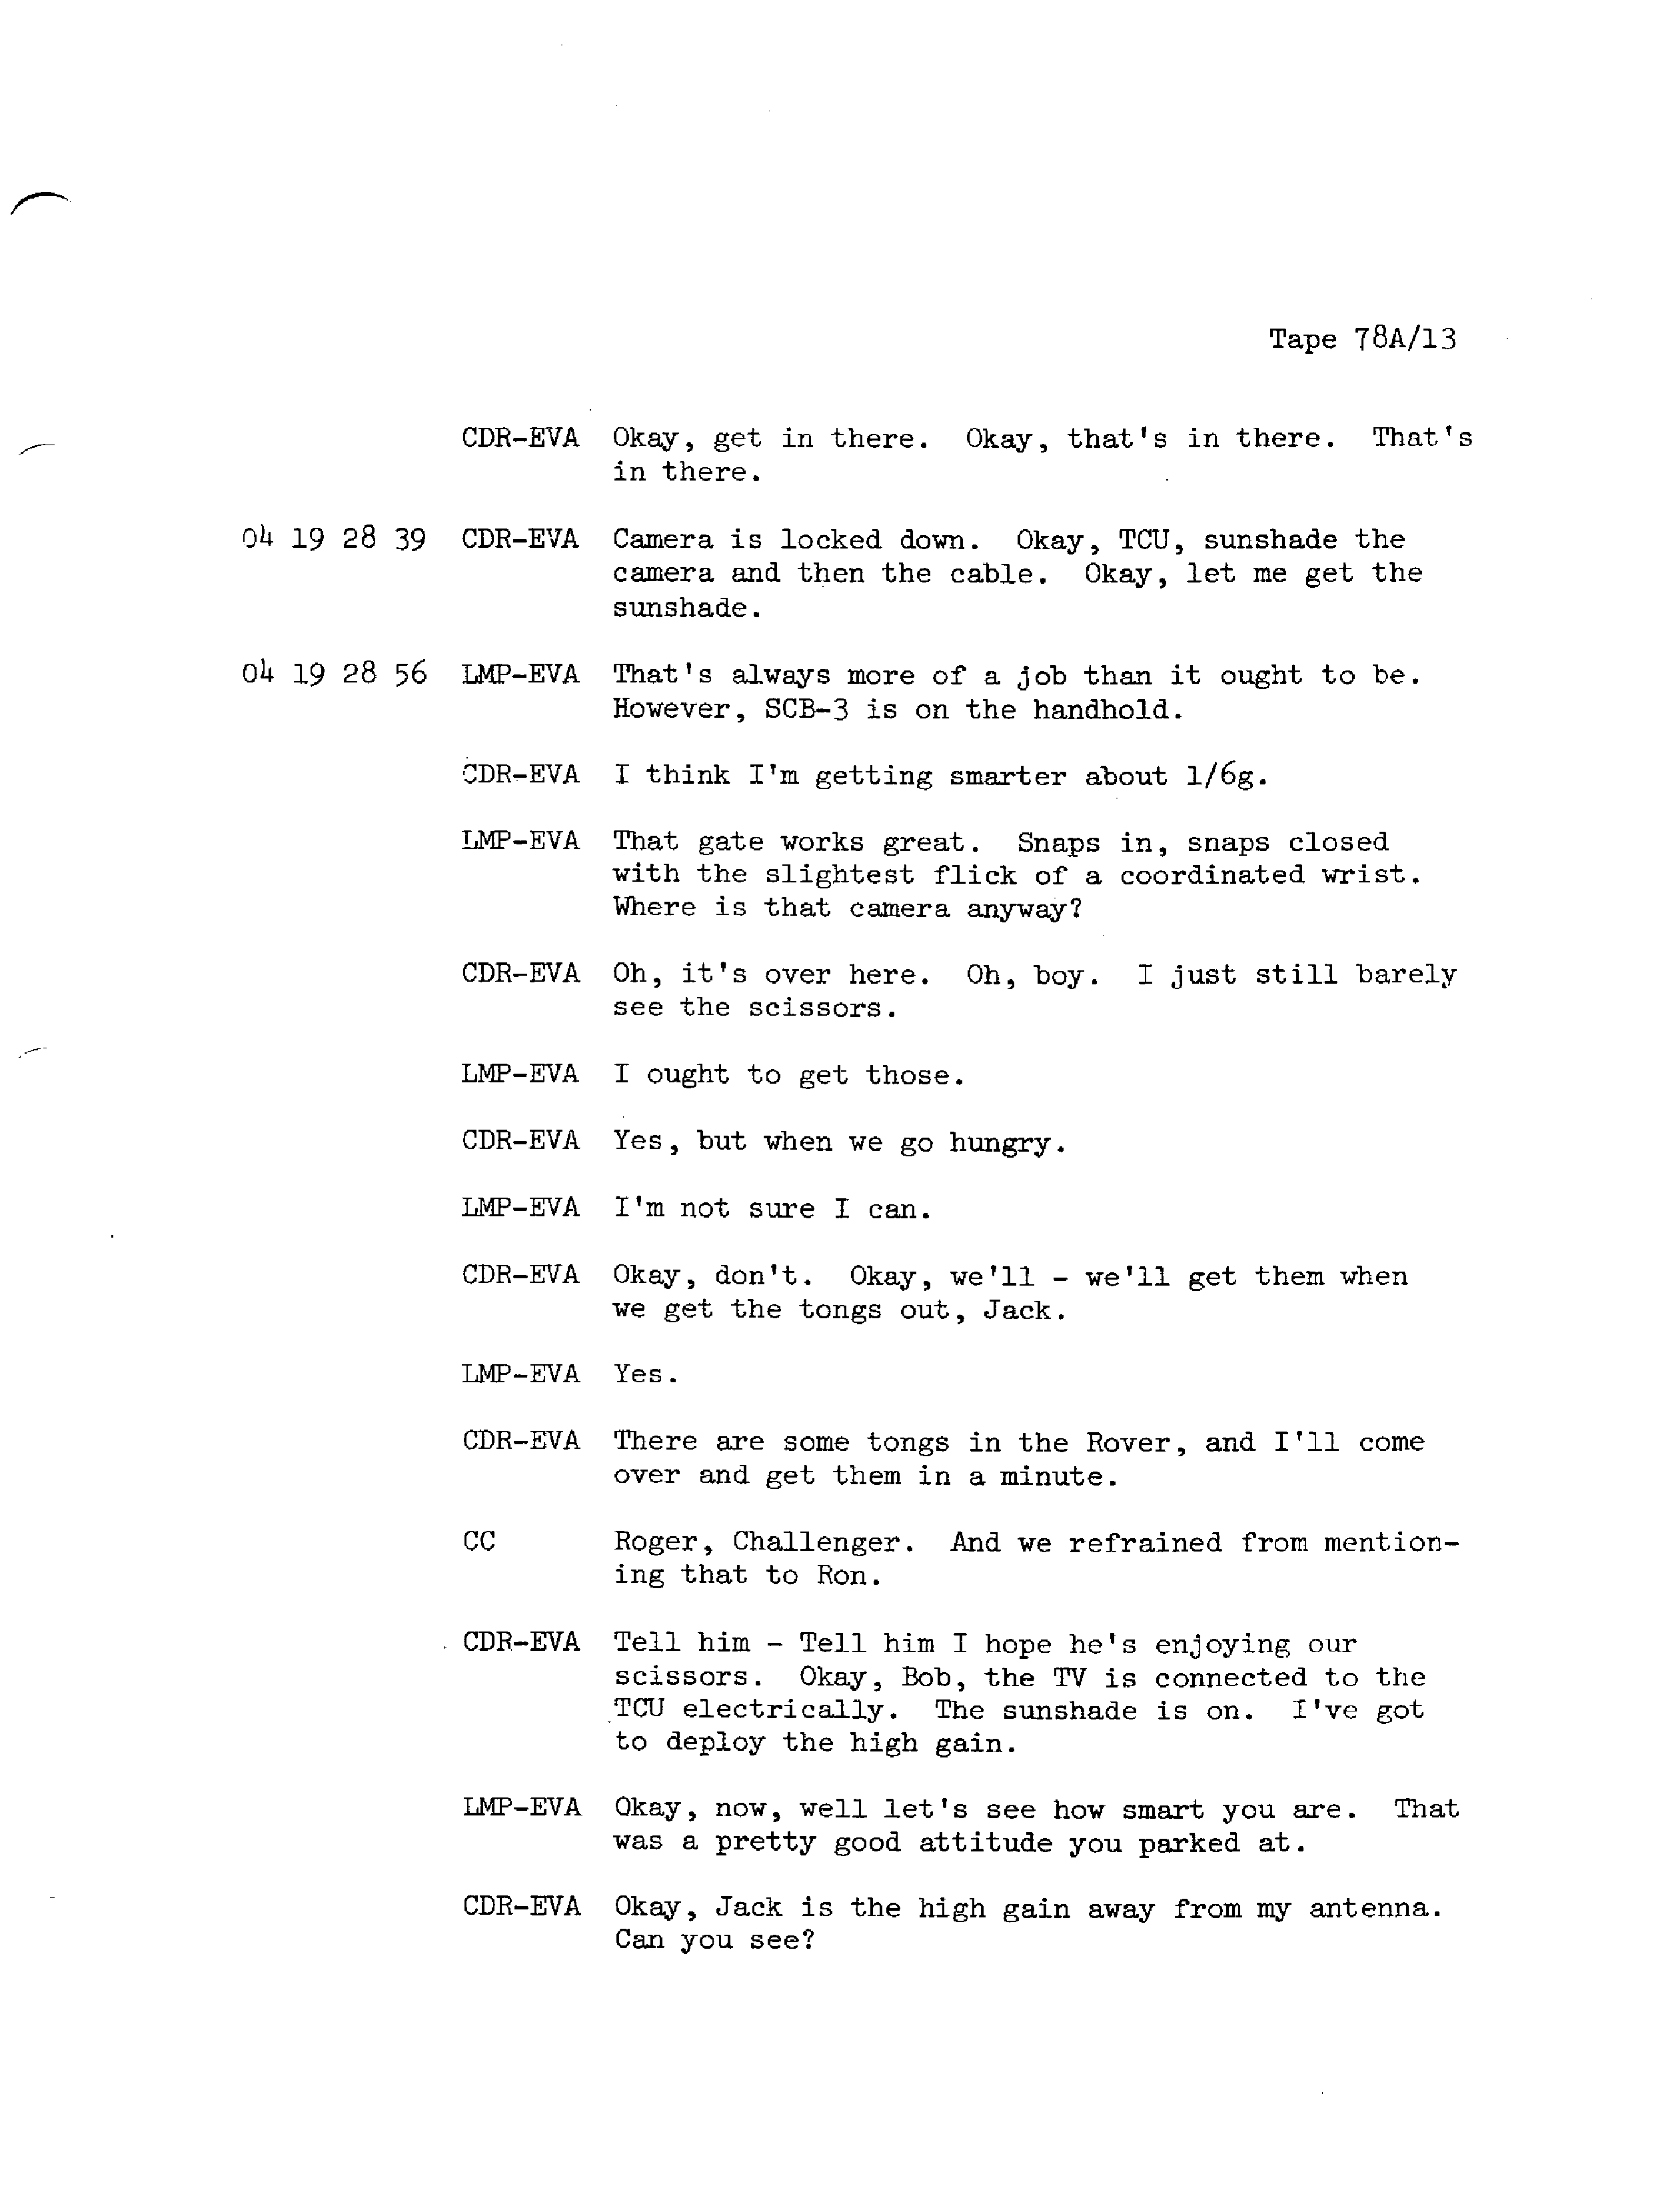 Tape 78A/13
CDR-EVA Okay, get in there. Okay, that's in there. That's
in there.
04 19 28 39 CDR-EVA Camera is locked down. Okay, TCU, sunshade the
camera and then the cable. Okay, let me get the
sunshade.
04 19 28 56 LMP-EVA That's always more of a job than it ought to be.
However, SCB-3 is on the handhold.
CDR-EVA I think I'm getting smarter about 1/6g.
LMP-EVA That gate works great. Snaps in, snaps closed
with the slightest flick of a coordinated wrist.
Where is that camera anyway?
CDR-EVA Oh, it's over here. Oh, boy. I just still barely
see the scissors.
LMP-EVA I ought to get those.
CDR-EVA Yes, but when we go hungry.
LMP-EVA I'm not sure I can.
CDR-EVA Okay, don't. Okay, we'll - we'll get them when
we get the tongs out, Jack.
LMP-EVA Yes.
CDR-EVA There are some tongs in the Rover, and I'll come
over and get them in a minute.
CC Roger, Challenger. And we refrained from mention-
ing that to Ron.
CDR-EVA Tell him - Tell him I hope he's enjoying our
scissors. Okay, Bob, the TV is connected to the
TCU electrically. The sunshade is on. I've got
to deploy the high gain.
LMP-EVA Okay, now, well let's see how smart you are. That
was a pretty good attitude you parked at.
CDR-EVA Okay, Jack is the high gain away from my antenna.
Can you see?